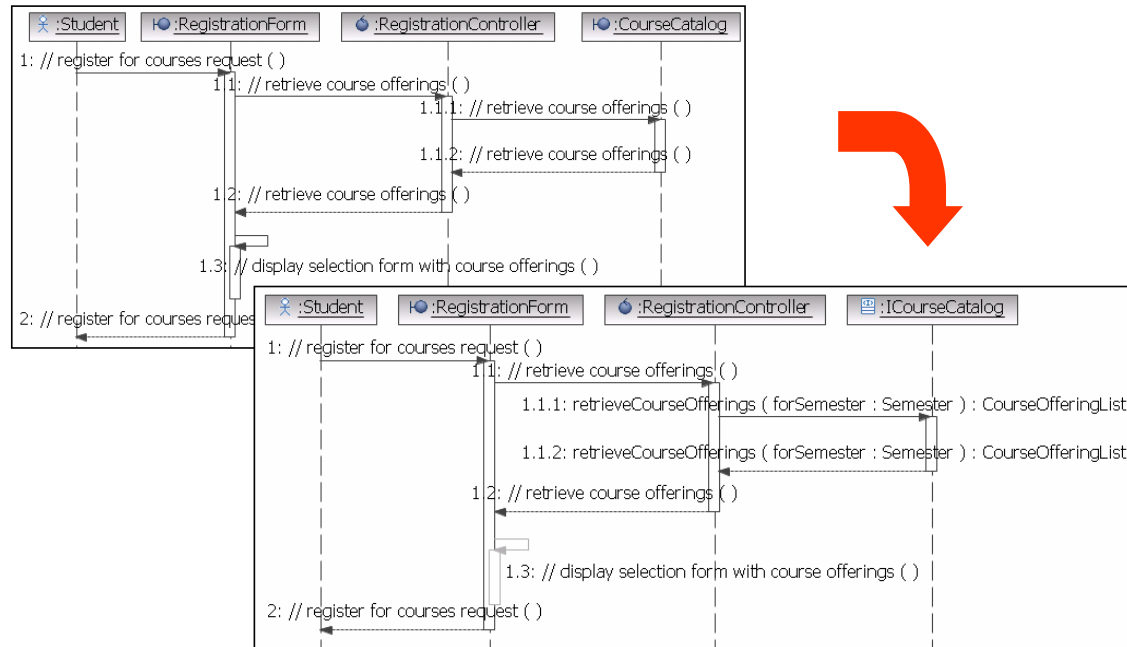 :Student :RegistrationForm :RegistrationController :CourseCatalog
1: // register for courses request ( )
1.1: // retrieve course offerings ( )
1.1.1: // retrieve course offerings ( )
1.1.2: // retrieve course offerings ( )
1.2: // retrieve course offerings ( )
1.3: // display selection form with course offerings ( )
2: // register for courses reques
:Student :RegistrationForm :RegistrationController :ICourseCatalog
1: // register for courses request ( )
1.1: // retrieve course offerings ( )
1.1.1: retrieveCourseOfferings ( forSemester : Semester ) : CourseOfferingList
1.1.2: retrieveCourseOfferings ( forSemester : Semester ) : CourseOfferingList
1.2: // retrieve course offerings ( )
1.3: // display selection form with course offerings ( )
2: // register for courses request ( )